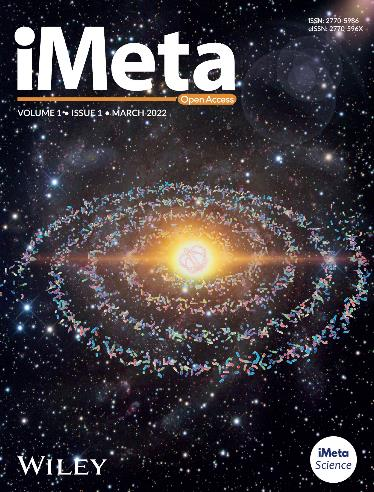 ISSN: 2770-5986
eISSN: 2770-596X
iMeta
Open Access
VOLUME 1 • ISSUE 1 • MARCH 2022
WILEY
iMeta
Science